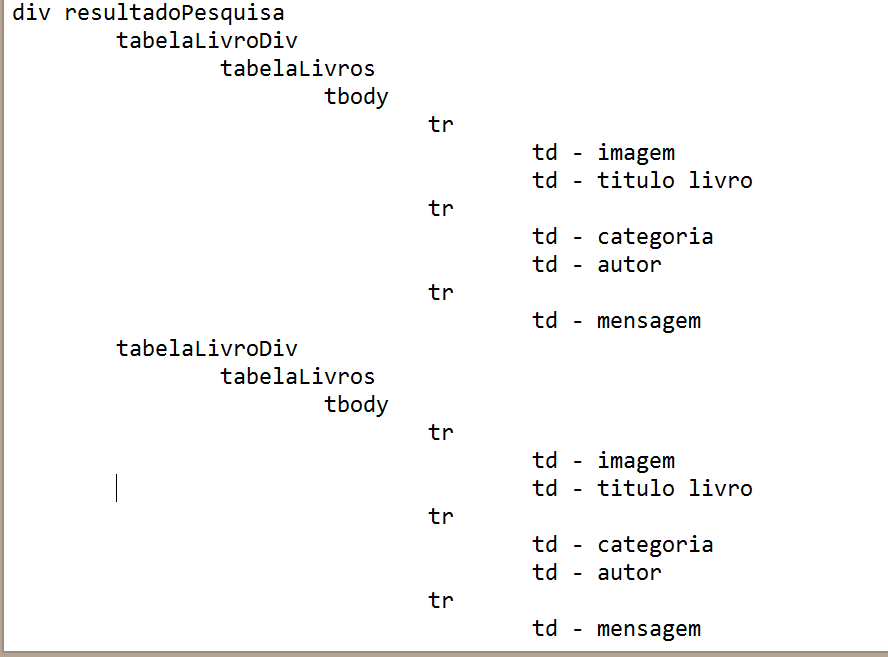 div resultadoPesquisa
tabelaLivroDiv
tabelaLivros
tbody
tr
td - imagem
td - titulo livro
tr
td - categoria
td - autor
tr
td - mensagem
tabelaLivroDiv
tabelaLivros
tbody
tr
td - imagem
td - titulo livro
tr
td - categoria
td - autor
tr
td - mensagem